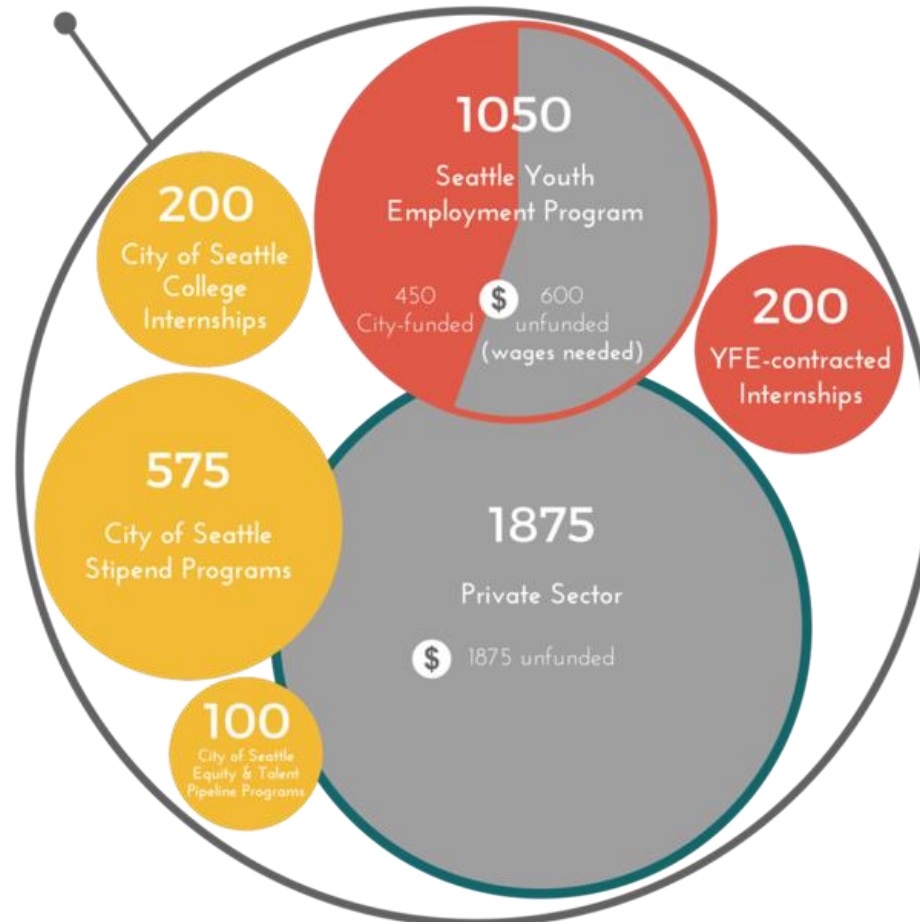 1050
Seattle Youth
Employment Program
450
City-funded
$
600
unfunded
(wages needed)
200
City of Seattle
College
Internships
200
YFE-contracted
Internships
575
City of Seattle
Stipend Programs
1875
Private Sector
$ 1875 unfunded
100
City of Seattle
Equity & Talent
Pipeline Programs